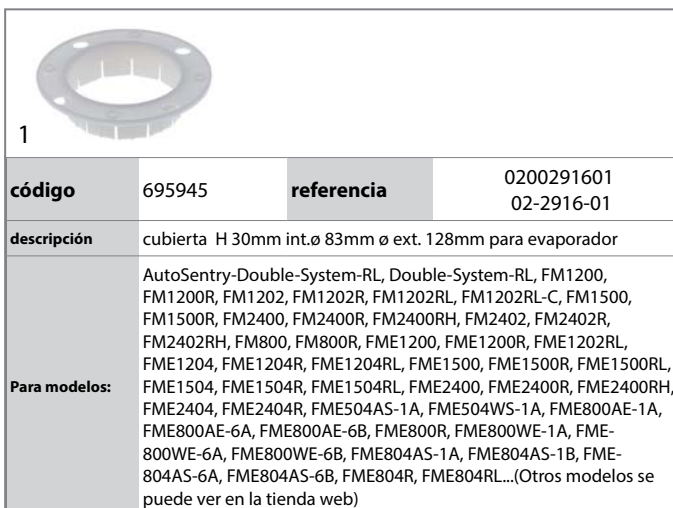 1
código 695945 referencia 0200291601
02-2916-01
descripción cubierta H 30mm int.ø 83mm ø ext. 128mm para evaporador
Para modelos:
AutoSentry-Double-System-RL, Double-System-RL, FM1200,
FM1200R, FM1202, FM1202R, FM1202RL, FM1202RL-C, FM1500,
FM1500R, FM2400, FM2400R, FM2400RH, FM2402, FM2402R,
FM2402RH, FM800, FM800R, FME1200, FME1200R, FME1202RL,
FME1204, FME1204R, FME1204RL, FME1500, FME1500R, FME1500RL,
FME1504, FME1504R, FME1504RL, FME2400, FME2400R, FME2400RH,
FME2404, FME2404R, FME504AS-1A, FME504WS-1A, FME800AE-1A,
FME800AE-6A, FME800AE-6B, FME800R, FME800WE-1A, FME-
800WE-6A, FME800WE-6B, FME804AS-1A, FME804AS-1B, FME-
804AS-6A, FME804AS-6B, FME804R, FME804RL...(Otros modelos se
puede ver en la tienda web)